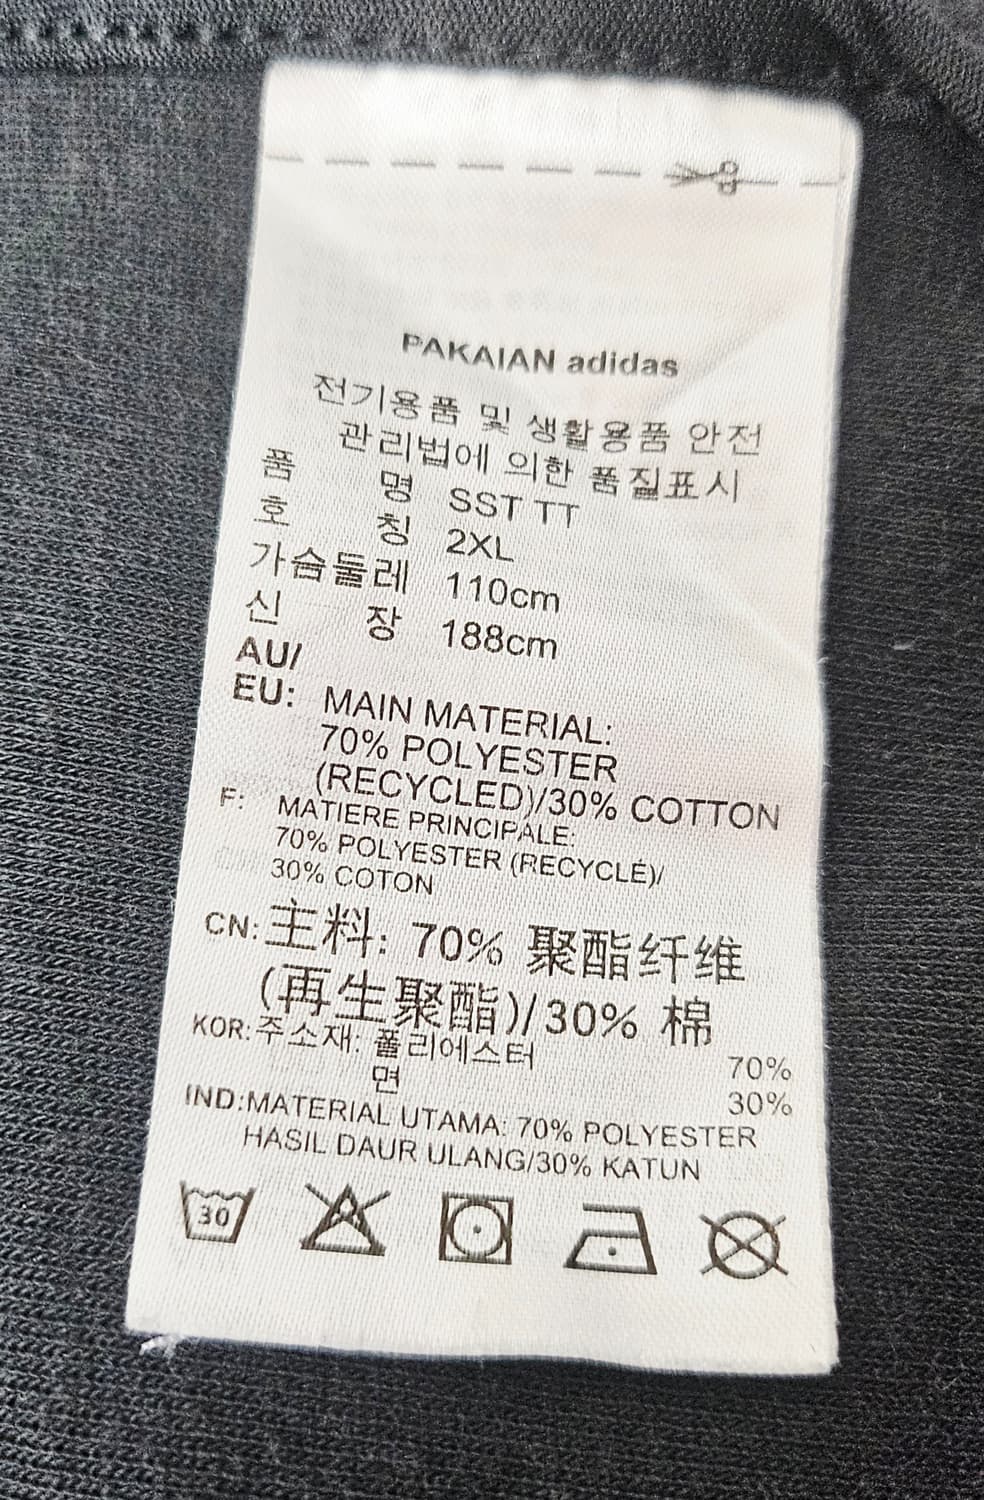 PAKAIAN adidas
전기용품 및 생활용품 안전
관리법에 의한 품질표시
품 명 SST TT
호 칭 2XL
가슴둘레 110cm
신 장 188cm
AU/
EU: MAIN MATERIAL:
70% POLYESTER
(RECYCLED)/30% COTTON
F: MATIERE PRINCIPALE:
70% POLYESTER (RECYCLÉ)/
30% COTON
CN: 主料: 70% 聚酯纤维
(再生聚酯)/30% 棉
KOR: 주소재: 폴리에스터 70%
면 30%
IND:MATERIAL UTAMA: 70% POLYESTER
HASIL DAUR ULANG/30% KATUN
30